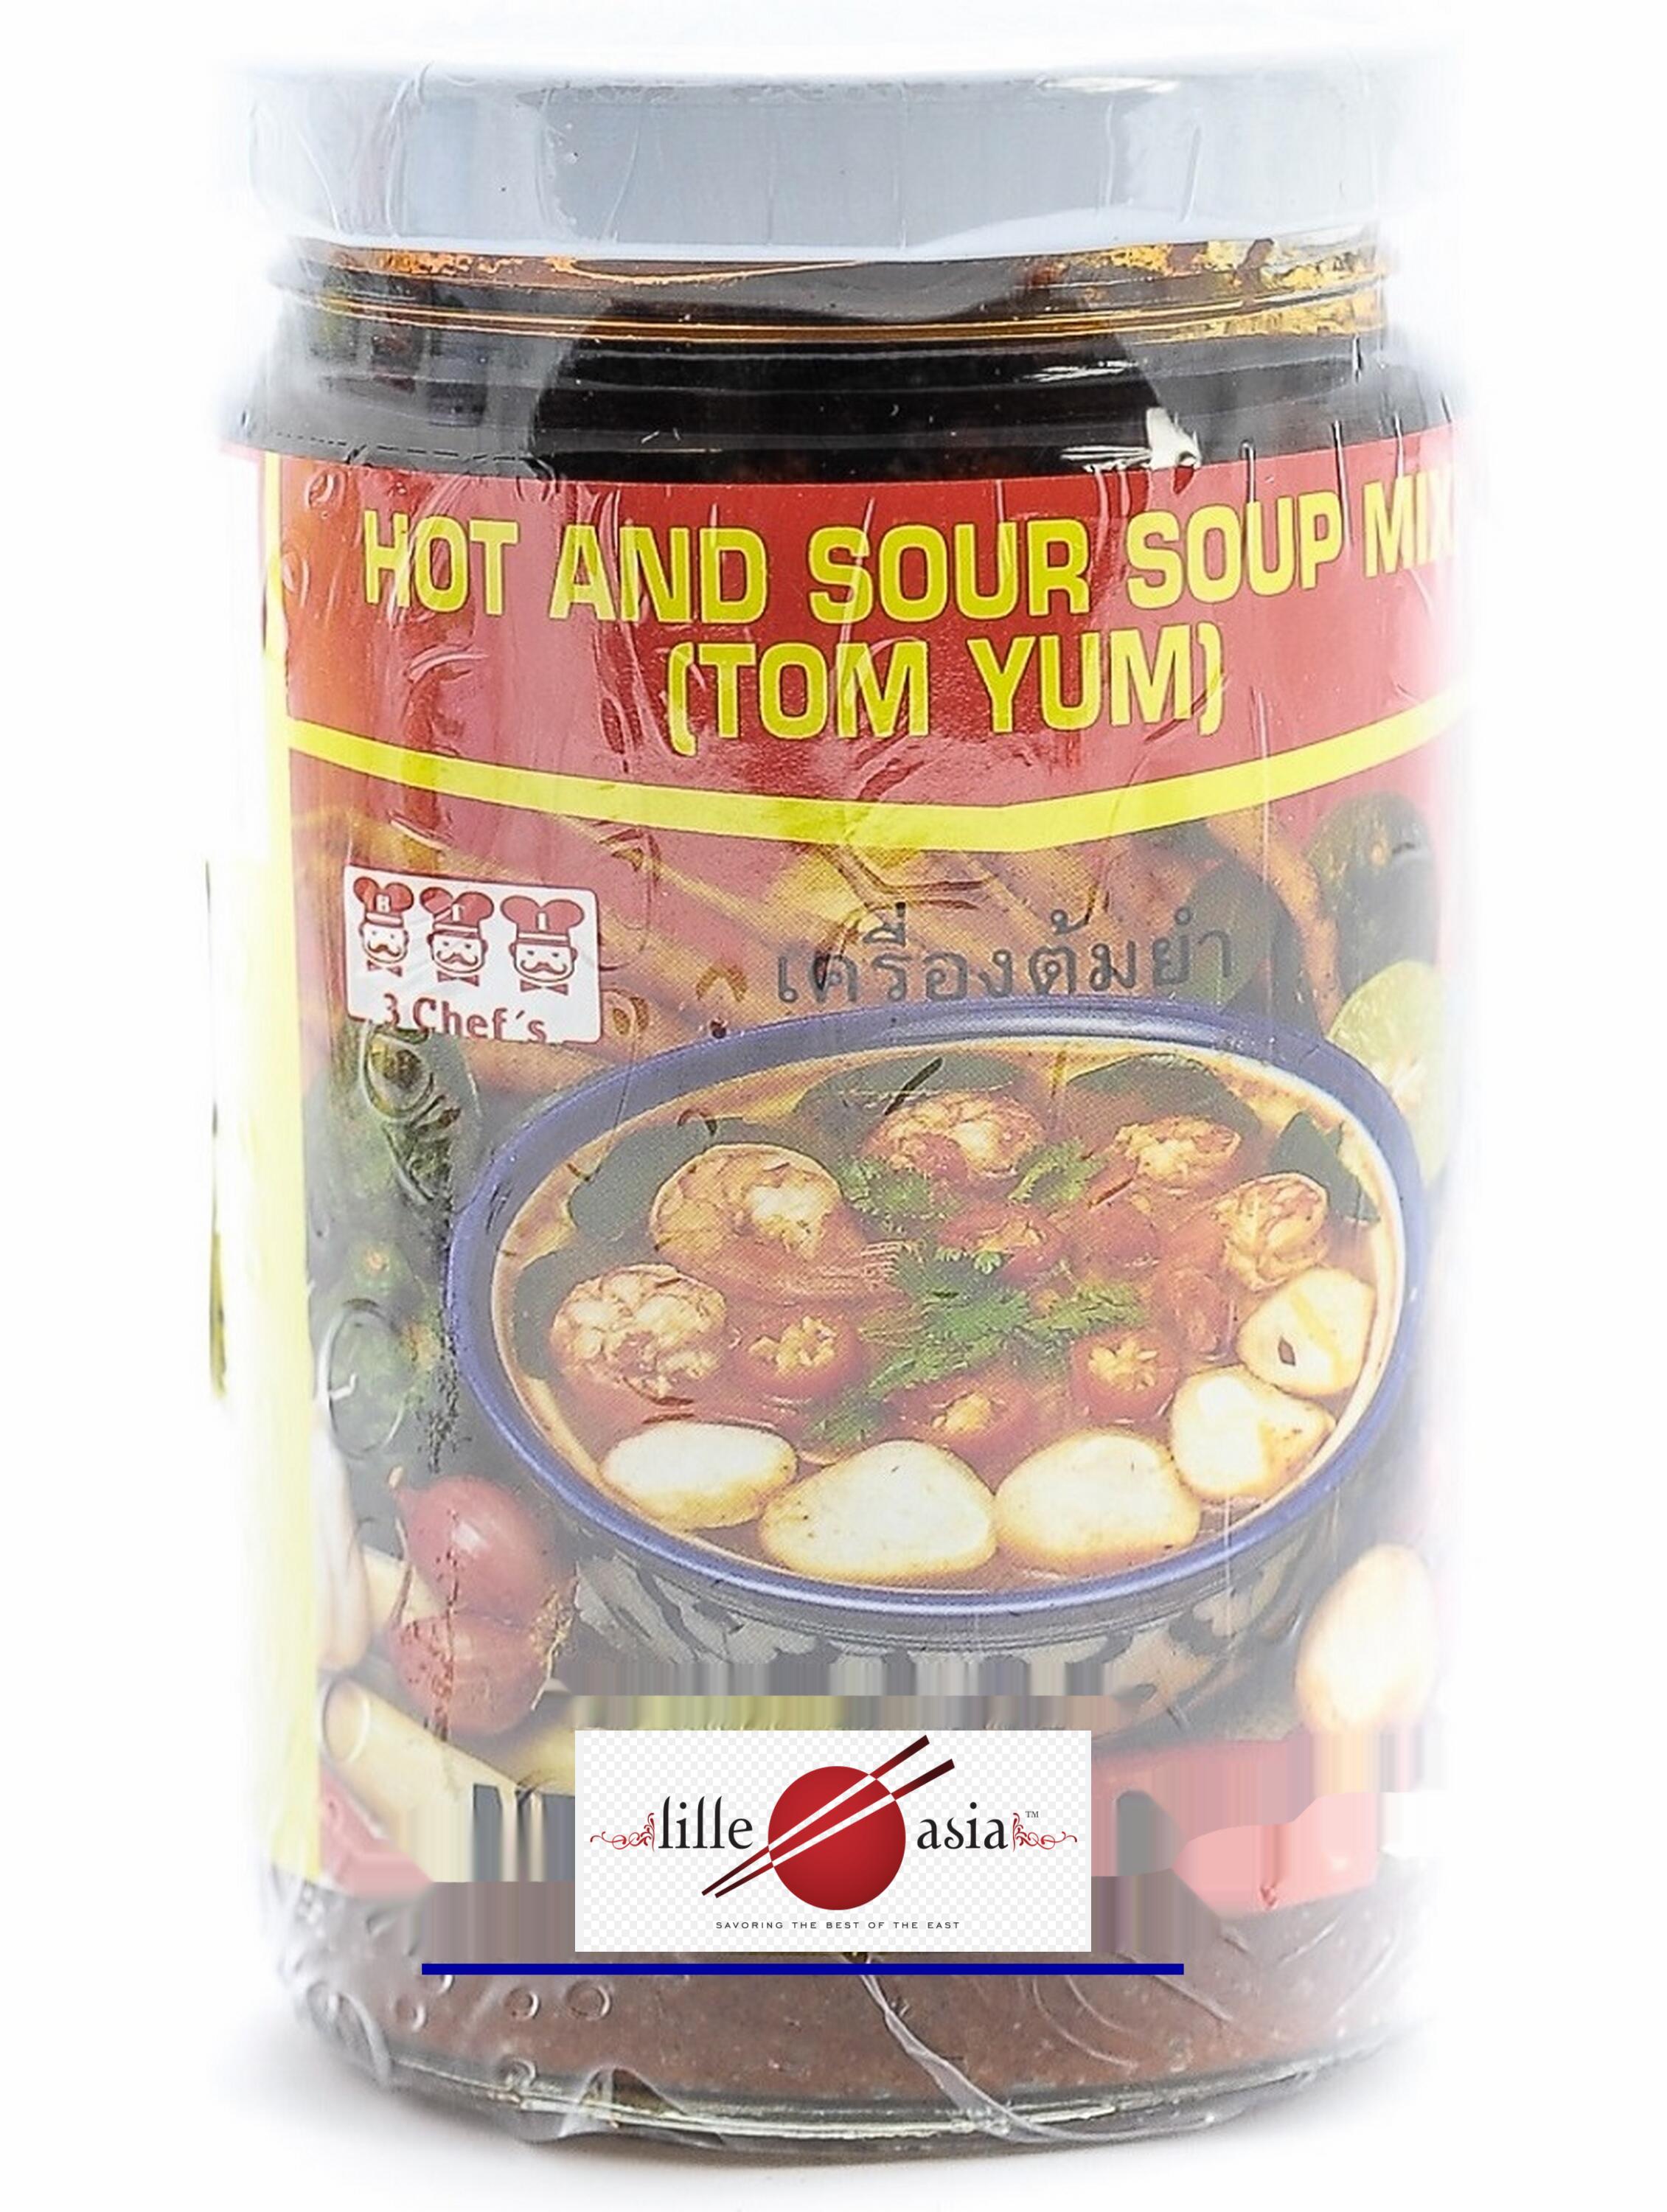 HOT AND SOUR SOUP MIX
(TOM YUM)
3 Chef´s
เครื่องต้มยำ
lille asia™
SAVORING THE BEST OF THE EAST